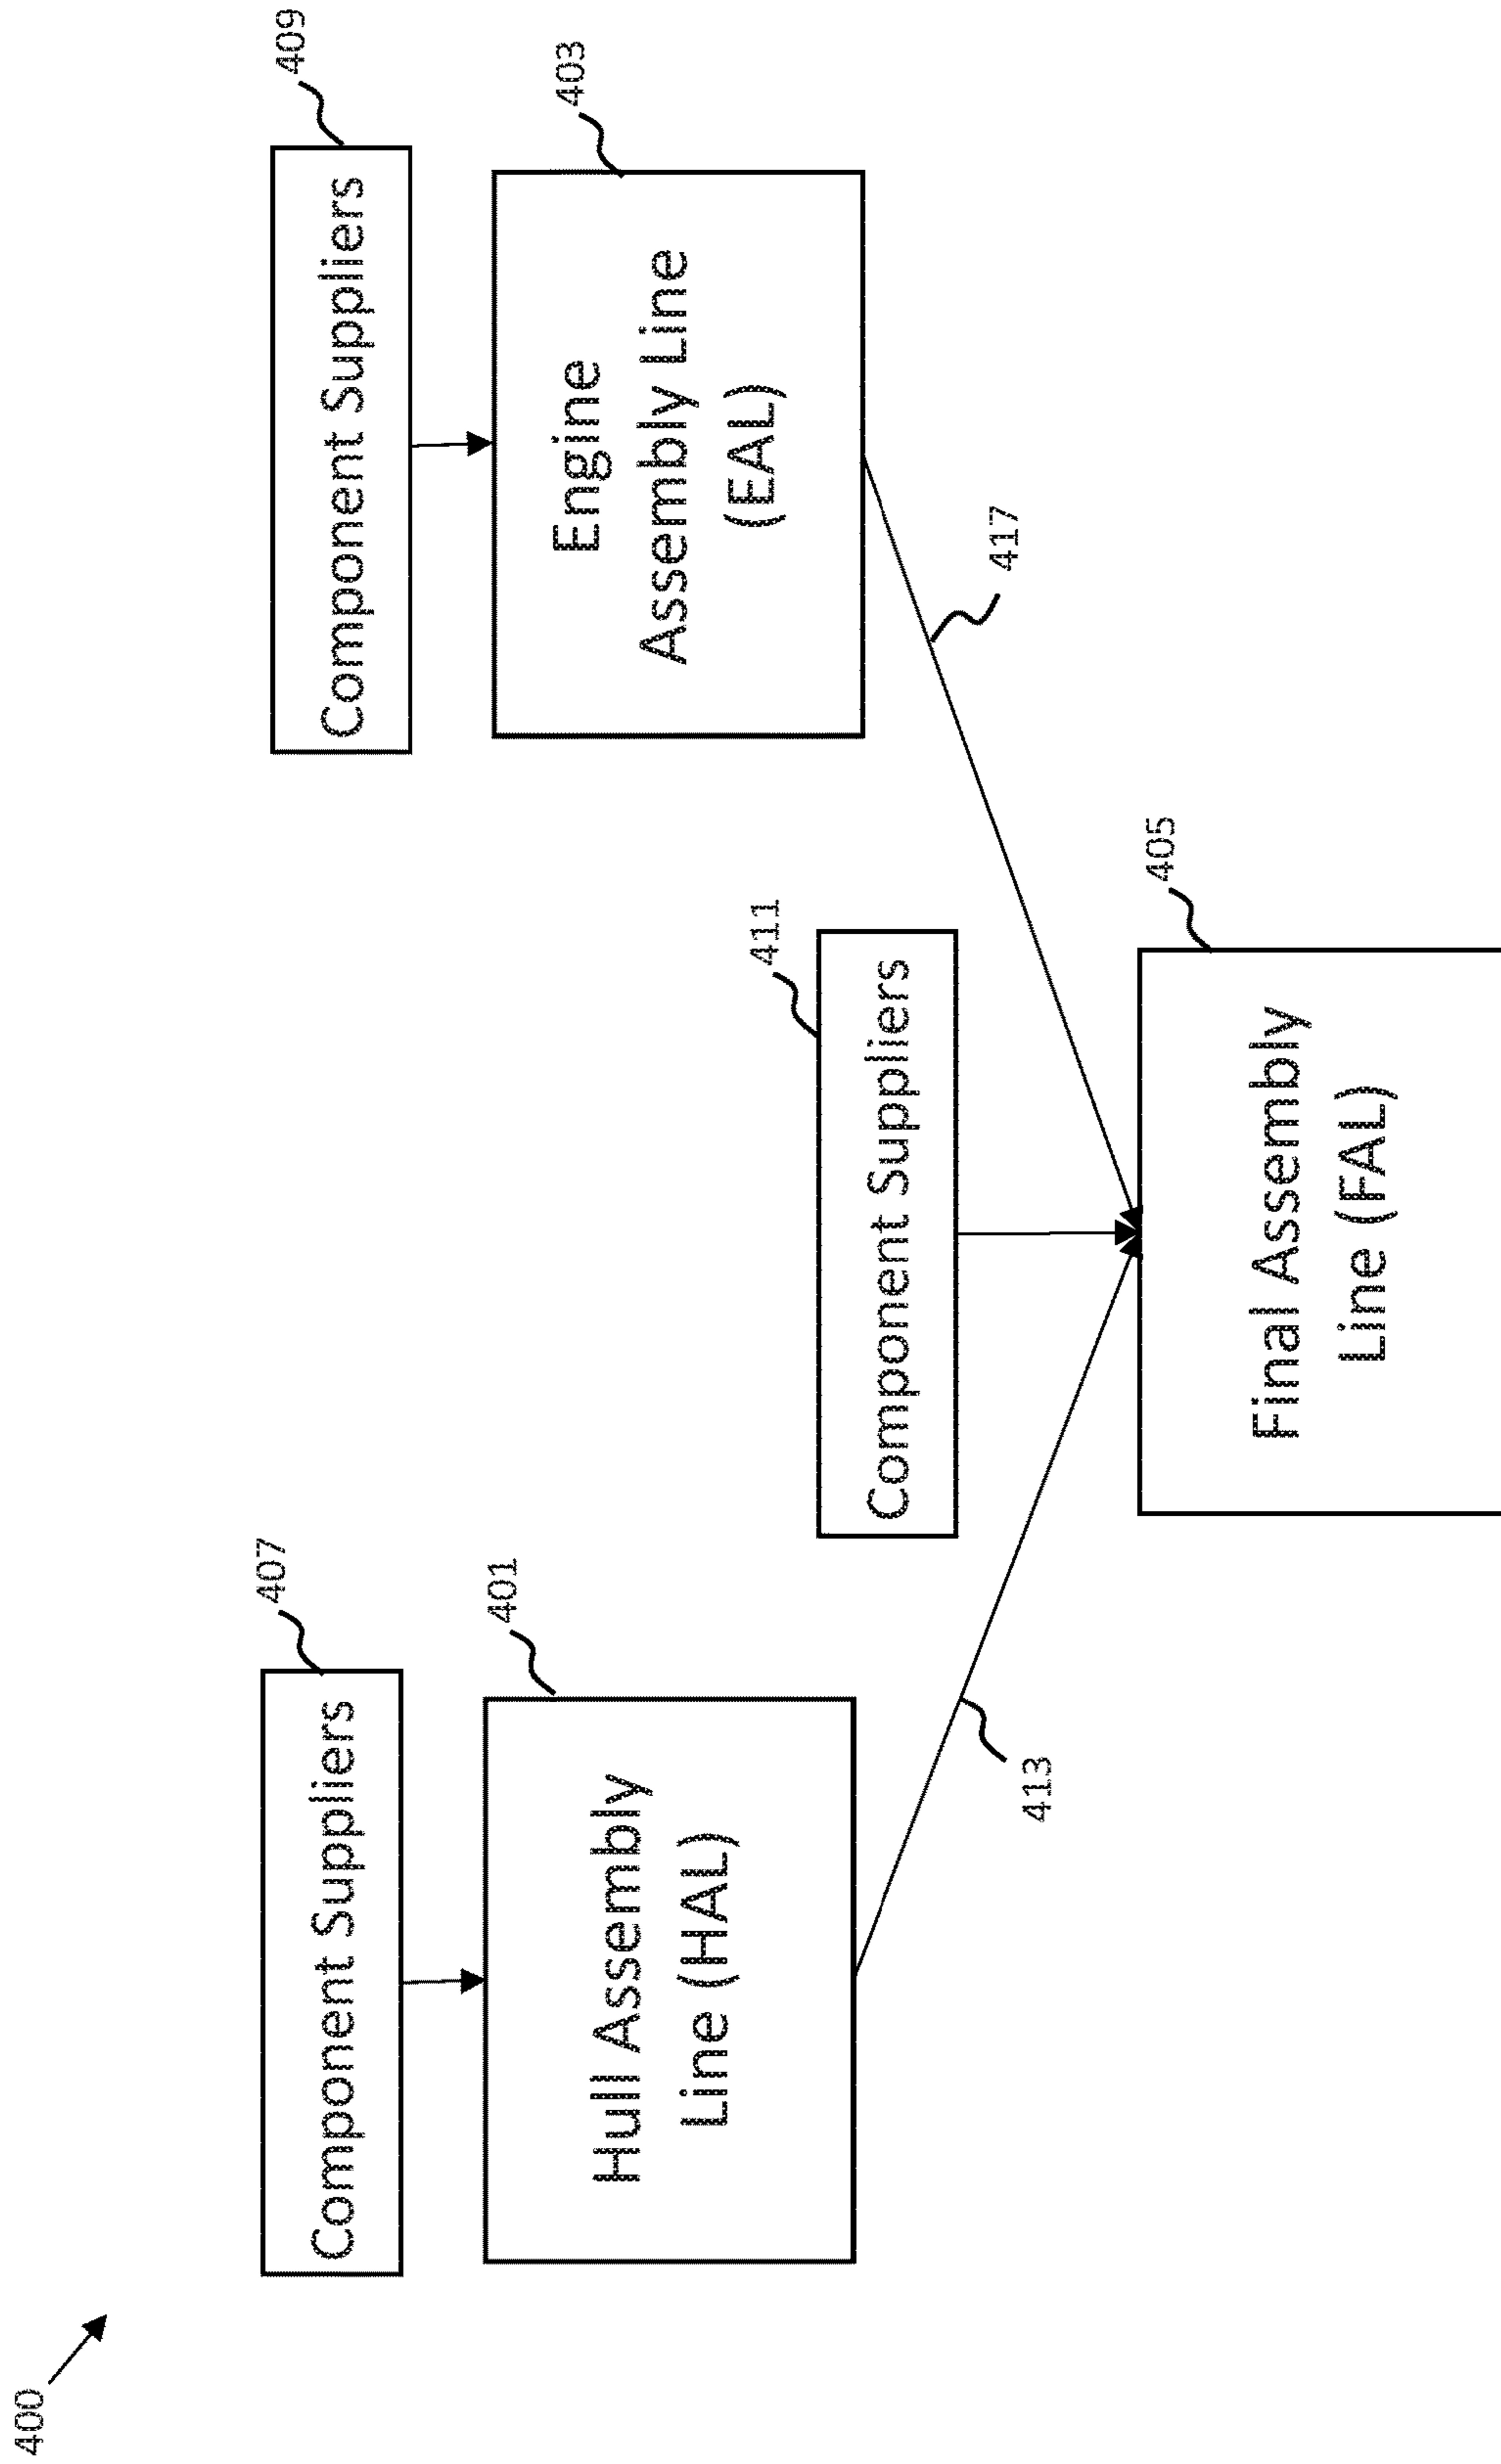 400
407
Component Suppliers
401
Hull Assembly
Line (HAL)
413
409
Component Suppliers
403
Engine
Assembly Line
(EAL)
417
411
Component Suppliers
405
Final Assembly
Line (FAL)